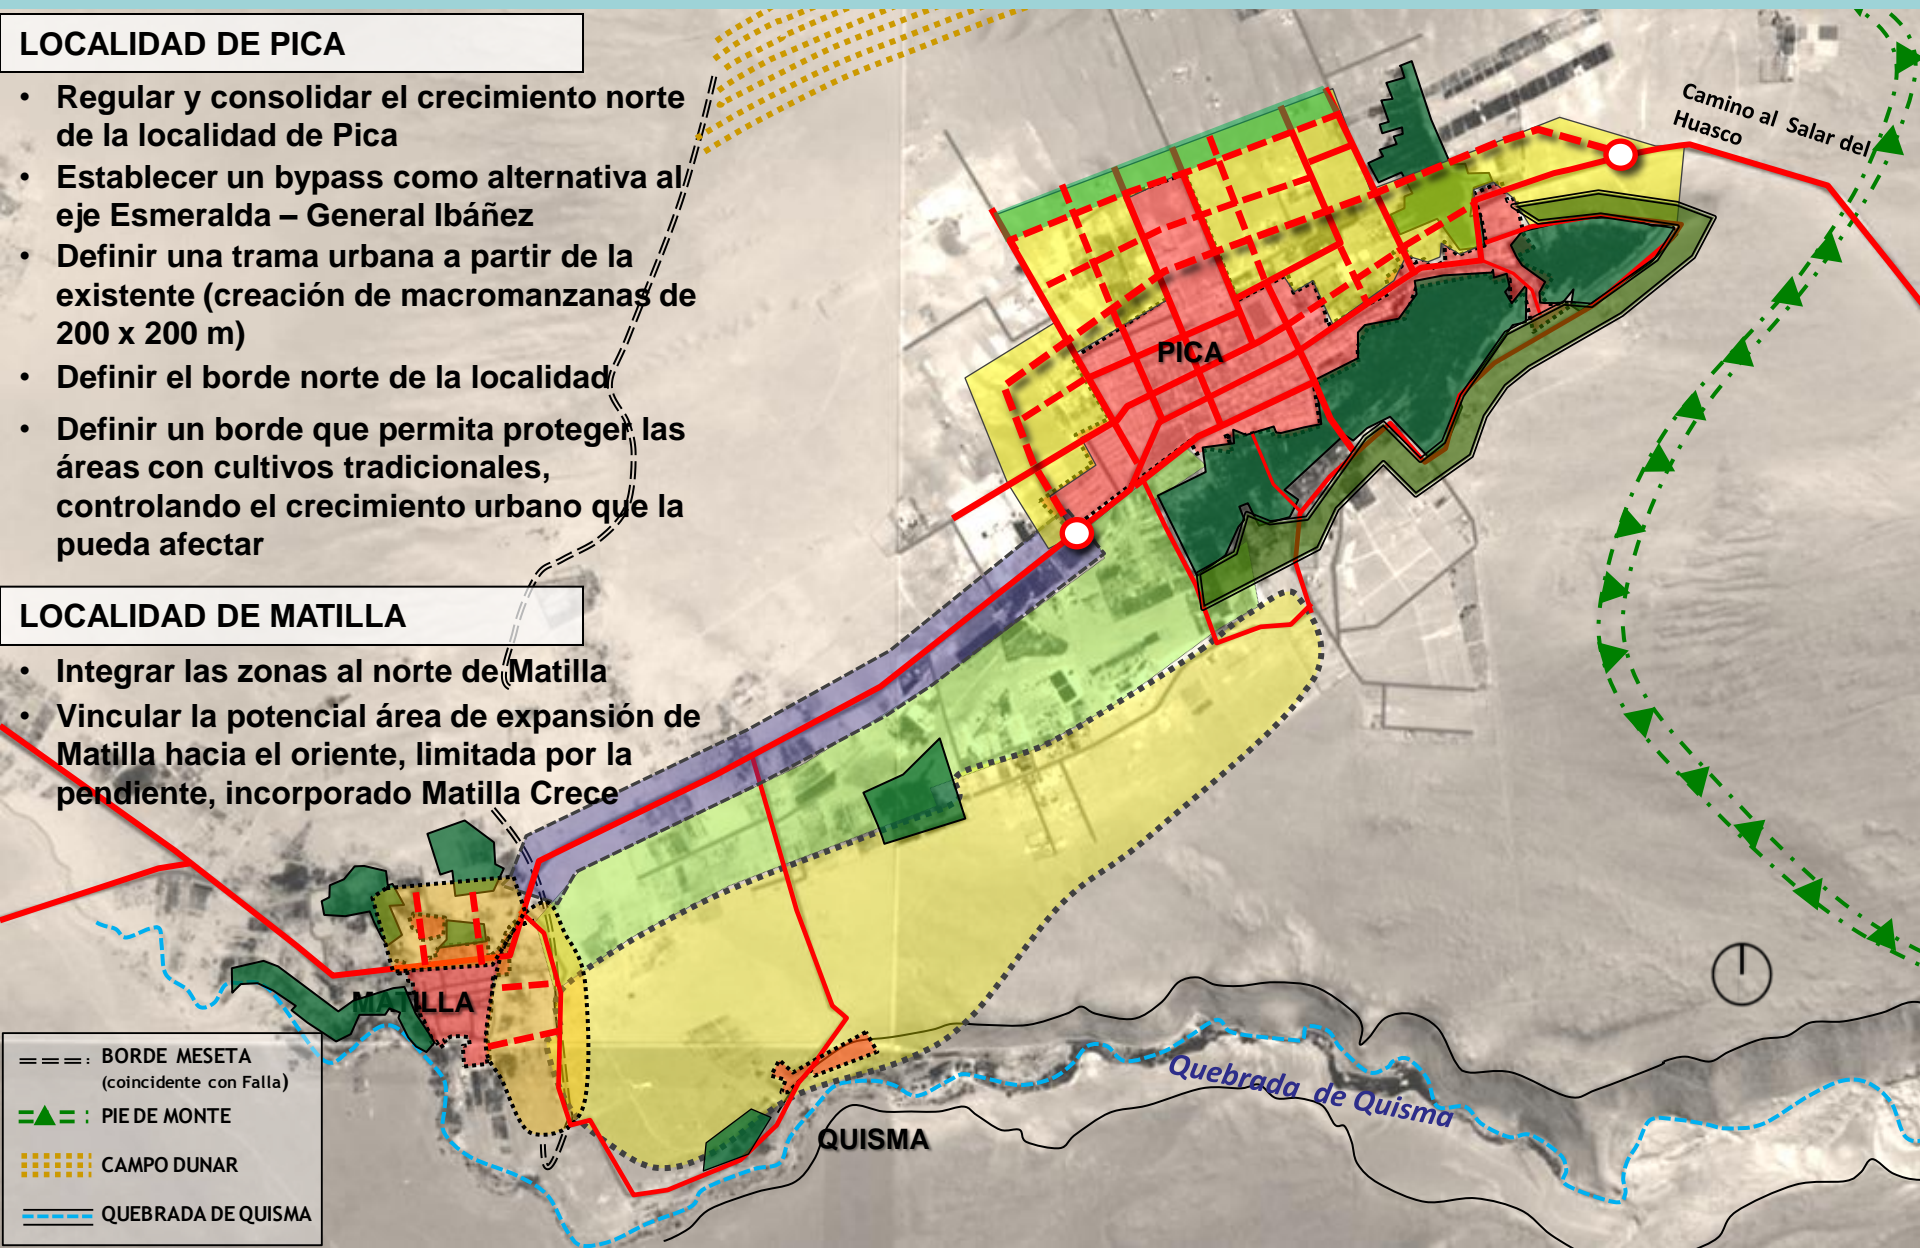 LOCALIDAD DE PICA
• Regular y consolidar el crecimiento norte
de la localidad de Pica
• Establecer un bypass como alternativa al
eje Esmeralda – General Ibáñez
• Definir una trama urbana a partir de la
existente (creación de macromanzanas de
200 x 200 m)
• Definir el borde norte de la localidad
• Definir un borde que permita proteger las
áreas con cultivos tradicionales,
controlando el crecimiento urbano que la
pueda afectar
LOCALIDAD DE MATILLA
• Integrar las zonas al norte de Matilla
• Vincular la potencial área de expansión de
Matilla hacia el oriente, limitada por la
pendiente, incorporado Matilla Crece
Camino al Salar del
Huasco
PICA
MATILLA
QUISMA
Quebrada de Quisma
BORDE MESETA
(coincidente con Falla)
PIE DE MONTE
CAMPO DUNAR
QUEBRADA DE QUISMA